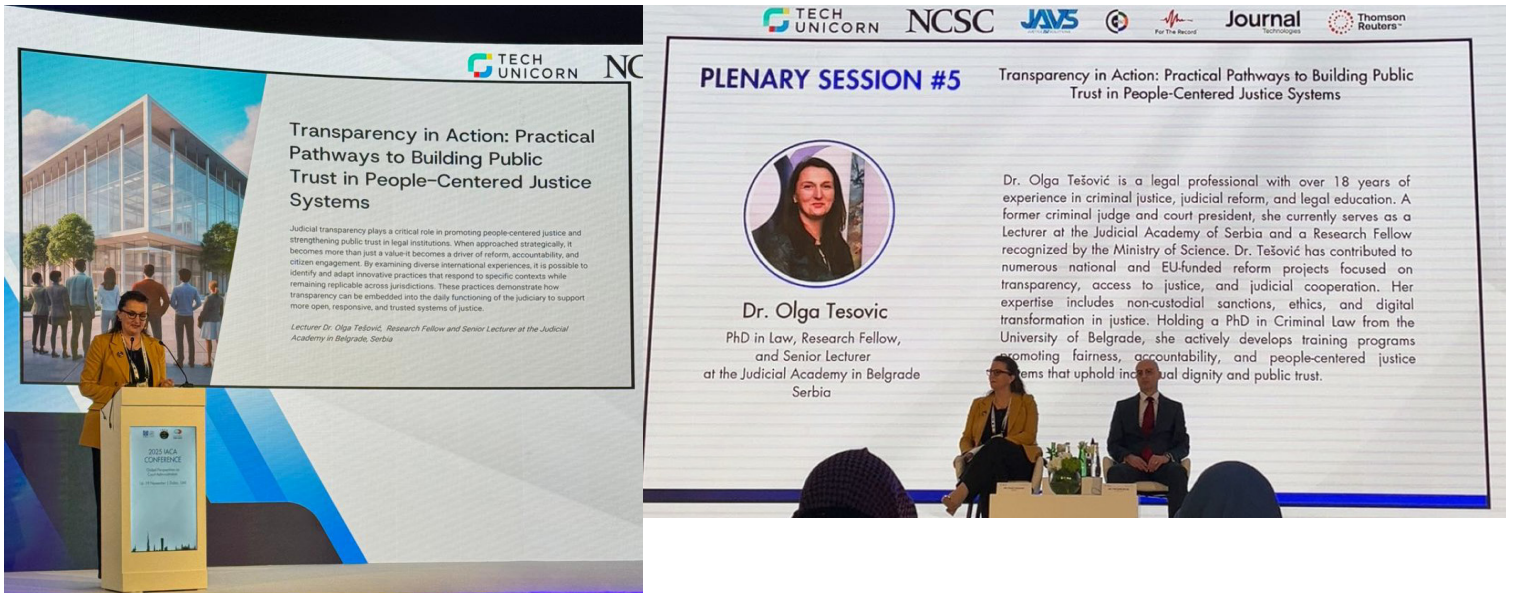 TECH
UNICORN
NC
Transparency in Action: Practical
Pathways to Building Public
Trust in People-Centered Justice
Systems
Judicial transparency plays a critical role in promoting people-centered justice and
strengthening public trust in legal institutions. When approached strategically, it
becomes more than just a value-it becomes a driver of reform, accountability, and
citizen engagement. By examining diverse international experiences, it is possible to
identify and adapt innovative practices that respond to specific contexts while
remaining replicable across jurisdictions. These practices demonstrate how
transparency can be embedded into the daily functioning of the judiciary to support
more open, responsive, and trusted systems of justice.
Lecturer Dr. Olga Tešović, Research Fellow and Senior Lecturer at the Judicial
Academy in Belgrade, Serbia
2025 IACA
CONFERENCE
TECH
UNICORN
NCSC
JAVS
For The Record
Journal
Technologies
Thomson
Reuters™
PLENARY SESSION #5
Transparency in Action: Practical Pathways to Building Public
Trust in People-Centered Justice Systems
Dr. Olga Tesovic
PhD in Law, Research Fellow,
and Senior Lecturer
at the Judicial Academy in Belgrade
Serbia
Dr. Olga Tešović is a legal professional with over 18 years of
experience in criminal justice, judicial reform, and legal education. A
former criminal judge and court president, she currently serves as a
Lecturer at the Judicial Academy of Serbia and a Research Fellow
recognized by the Ministry of Science. Dr. Tešović has contributed to
numerous national and EU-funded reform projects focused on
transparency, access to justice, and judicial cooperation. Her
expertise includes non-custodial sanctions, ethics, and digital
transformation in justice. Holding a PhD in Criminal Law from the
University of Belgrade, she actively develops training programs
promoting fairness, accountability, and people-centered justice
that uphold dignity and public trust.